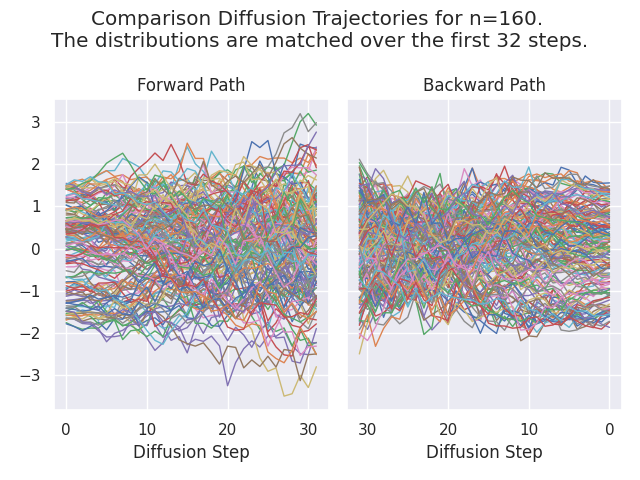 Comparison Diffusion Trajectories for n=160.
The distributions are matched over the first 32 steps.
Forward Path
Backward Path
3
2
1
0
−1
−2
−3
0 10 20 30
30 20 10 0
Diffusion Step
Diffusion Step